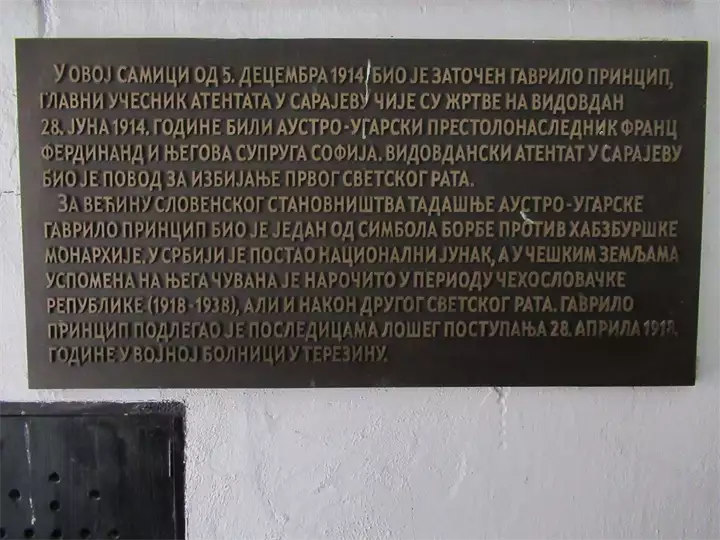 У ОВОЈ САМИЦИ ОД 5. ДЕЦЕМБРА 1914. БИО ЈЕ ЗАТОЧЕН ГАВРИЛО ПРИНЦИП,
ГЛАВНИ УЧЕСНИК АТЕНТАТА У САРАЈЕВУ ЧИЈЕ СУ ЖРТВЕ НА ВИДОВДАН
28. ЈУНА 1914. ГОДИНЕ БИЛИ АУСТРО-УГАРСКИ ПРЕСТОЛОНАСЛЕДНИК ФРАНЦ
ФЕРДИНАНД И ЊЕГОВА СУПРУГА СОФИЈА. ВИДОВДАНСКИ АТЕНТАТ У САРАЈЕВУ
БИО ЈЕ ПОВОД ЗА ИЗБИЈАЊЕ ПРВОГ СВЕТСКОГ РАТА.
ЗА ВЕЋИНУ СЛОВЕНСКОГ СТАНОВНИШТВА ТАДАШЊЕ АУСТРО-УГАРСКЕ
ГАВРИЛО ПРИНЦИП БИО ЈЕ ЈЕДАН ОД СИМБОЛА БОРБЕ ПРОТИВ ХАБЗБУРШКЕ
МОНАРХИЈЕ. У СРБИЈИ ЈЕ ПОСТАО НАЦИОНАЛНИ ЈУНАК, А У ЧЕШКИМ ЗЕМЉАМА
УСПОМЕНА НА ЊЕГА ЧУВАНА ЈЕ НАРОЧИТО У ПЕРИОДУ ЧЕХОСЛОВАЧКЕ
РЕПУБЛИКЕ (1918-1938), АЛИ И НАКОН ДРУГОГ СВЕТСКОГ РАТА. ГАВРИЛО
ПРИНЦИП ПОДЛЕГАО ЈЕ ПОСЛЕДИЦАМА ЛОШЕГ ПОСТУПАЊА 28. АПРИЛА 1918.
ГОДИНЕ У ВОЈНОЈ БОЛНИЦИ У ТЕРЕЗИНУ.